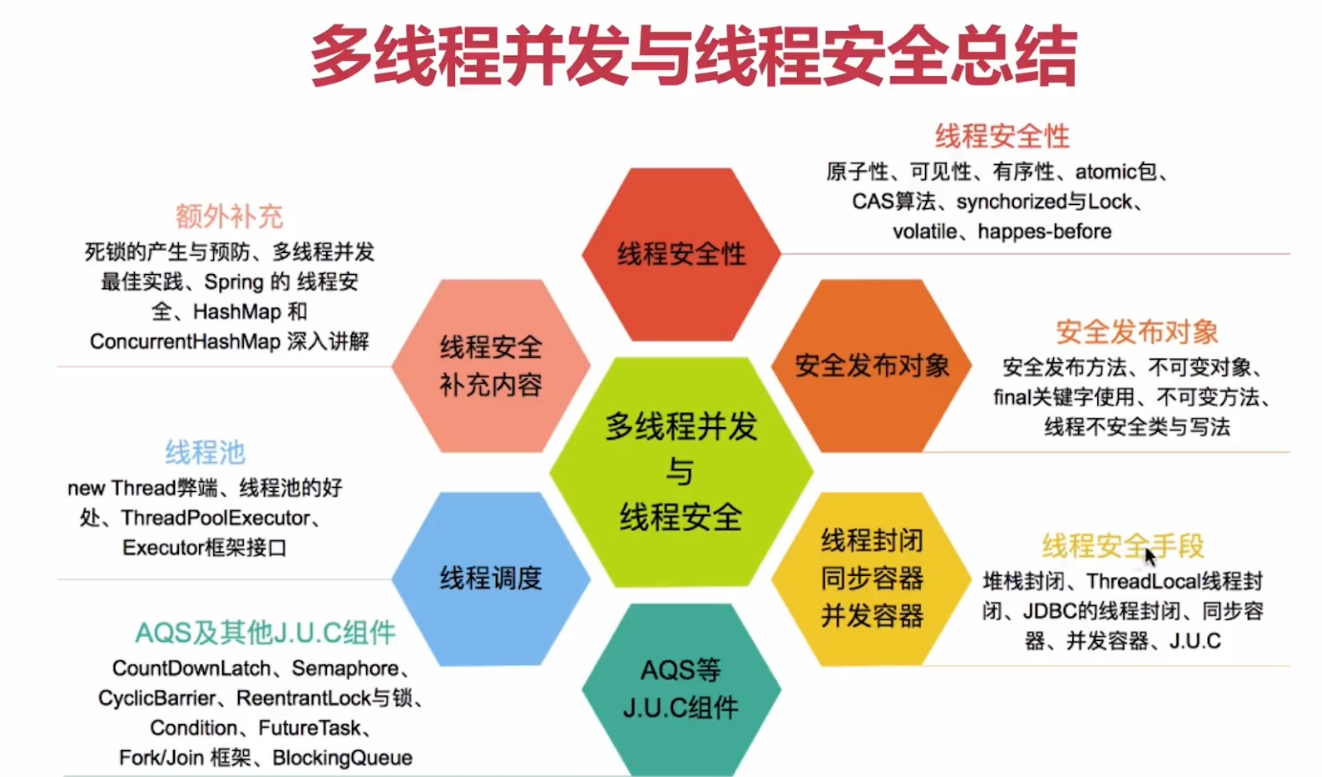 多线程并发与线程安全总结
线程安全性
原子性、可见性、有序性、atomic包、
CAS算法、synchorized与Lock、
volatile、happes-before
额外补充
死锁的产生与预防、多线程并发
最佳实践、Spring 的 线程安
全、HashMap 和
ConcurrentHashMap 深入讲解
线程安全性
线程安全
补充内容
安全发布对象
安全发布对象
安全发布方法、不可变对象、
final关键字使用、不可变方法、
线程不安全类与写法
多线程并发
与
线程安全
线程池
new Thread弊端、线程池的好
处、ThreadPoolExecutor、
Executor框架接口
线程调度
线程封闭
同步容器
并发容器
线程安全手段
堆栈封闭、ThreadLocal线程封
闭、JDBC的线程封闭、同步容
器、并发容器、J.U.C
AQS及其他J.U.C组件
CountDownLatch、Semaphore、
CyclicBarrier、ReentrantLock与锁、
Condition、FutureTask、
Fork/Join 框架、BlockingQueue
AQS等
J.U.C组件